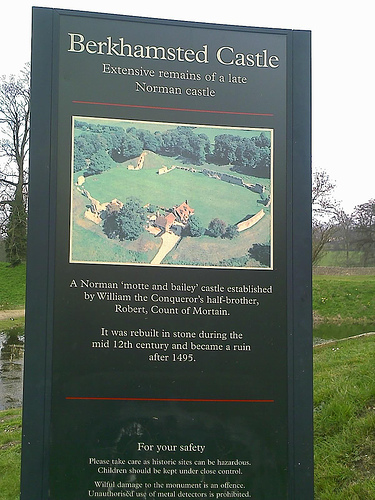 Berkhamsted Castle
Extensive remains of a late
Norman castle
A Norman 'motte and bailey' castle established
by William the Conqueror's half-brother,
Robert, Count of Mortain.
It was rebuilt in stone during the
mid 12th century and became a ruin
after 1495.
For your safety
Please take care as historic sites can be hazardous.
Children should be kept under close control.
Wilful damage to the monument is an offence.
Unauthorised use of metal detectors is prohibited.